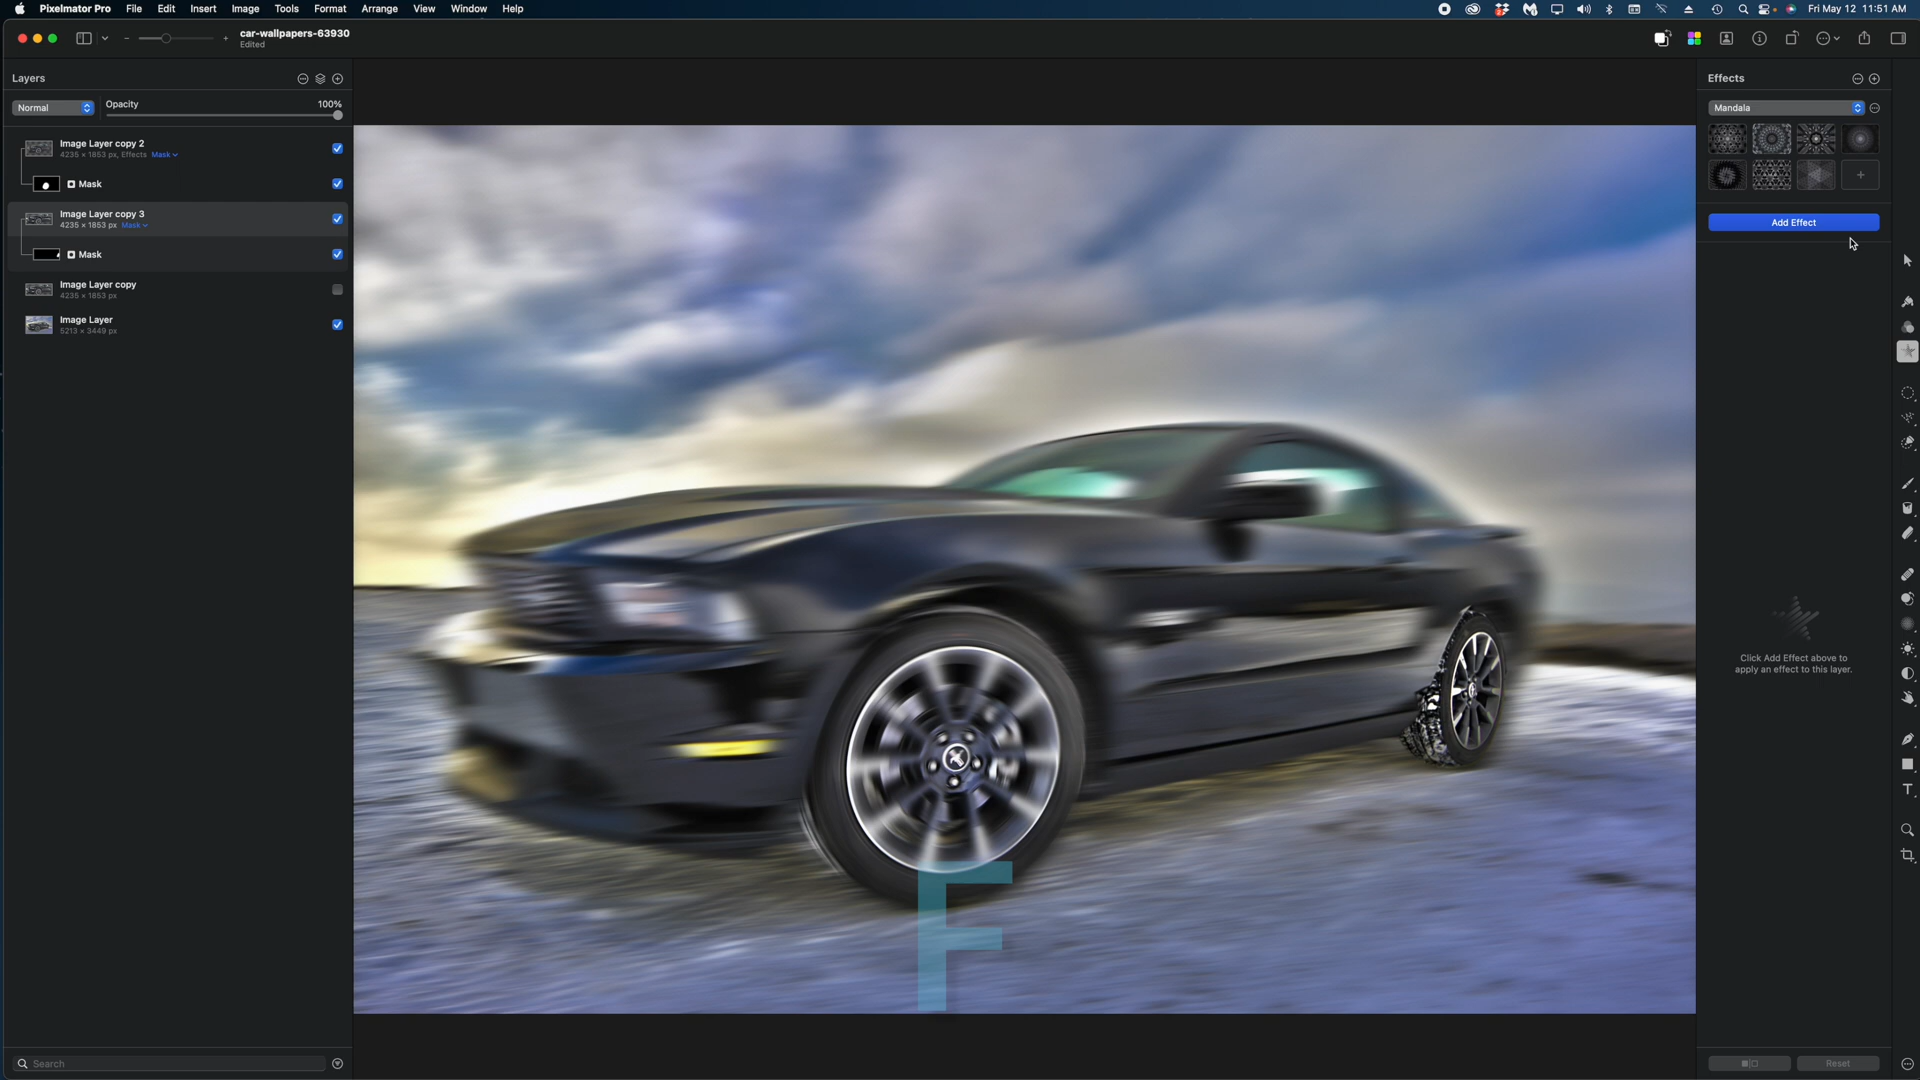 Pixelmator Pro File Edit Insert Image Tools Format Arrange View Window Help
Fri May 12 11:51 AM
car-wallpapers-63930
Edited
Layers
Normal
Opacity
100%
Image Layer copy 2
4235 × 1853 px, Effects Mask
Mask
Image Layer copy 3
4235 × 1853 px Mask
Mask
Image Layer copy
4235 × 1853 px
Image Layer
5213 × 3449 px
Search
F
Effects
Mandala
Add Effect
Click Add Effect above to
apply an effect to this layer.
Reset